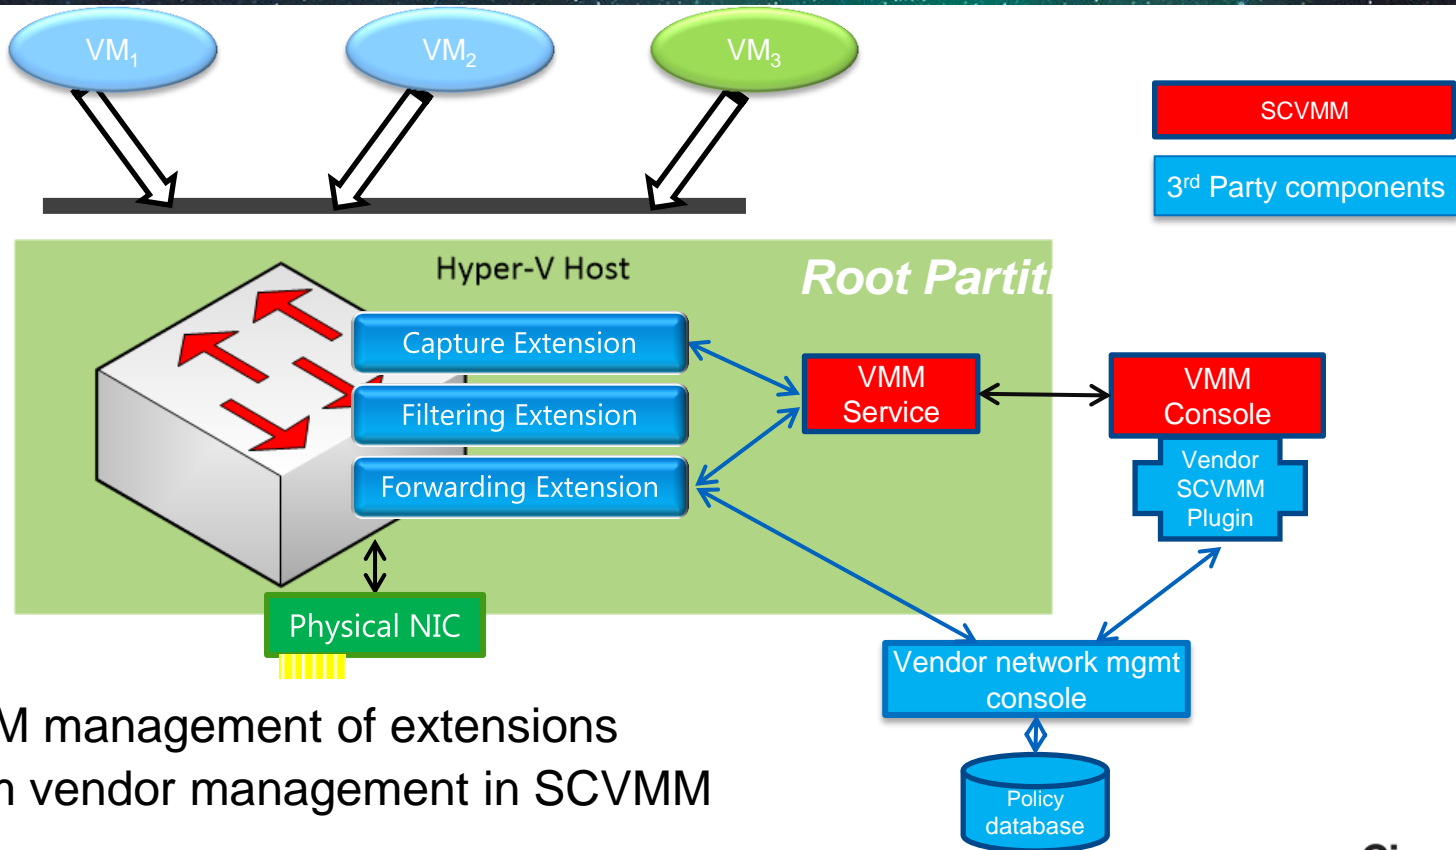 VM1
VM2
VM3
SCVMM
3rd Party components
Hyper-V Host
Root Partiti
Capture Extension
Filtering Extension
Forwarding Extension
VMM
Service
VMM
Console
Vendor
SCVMM
Plugin
Physical NIC
Vendor network mgmt
console
Policy
database
management of extensions
vendor management in SCVMM